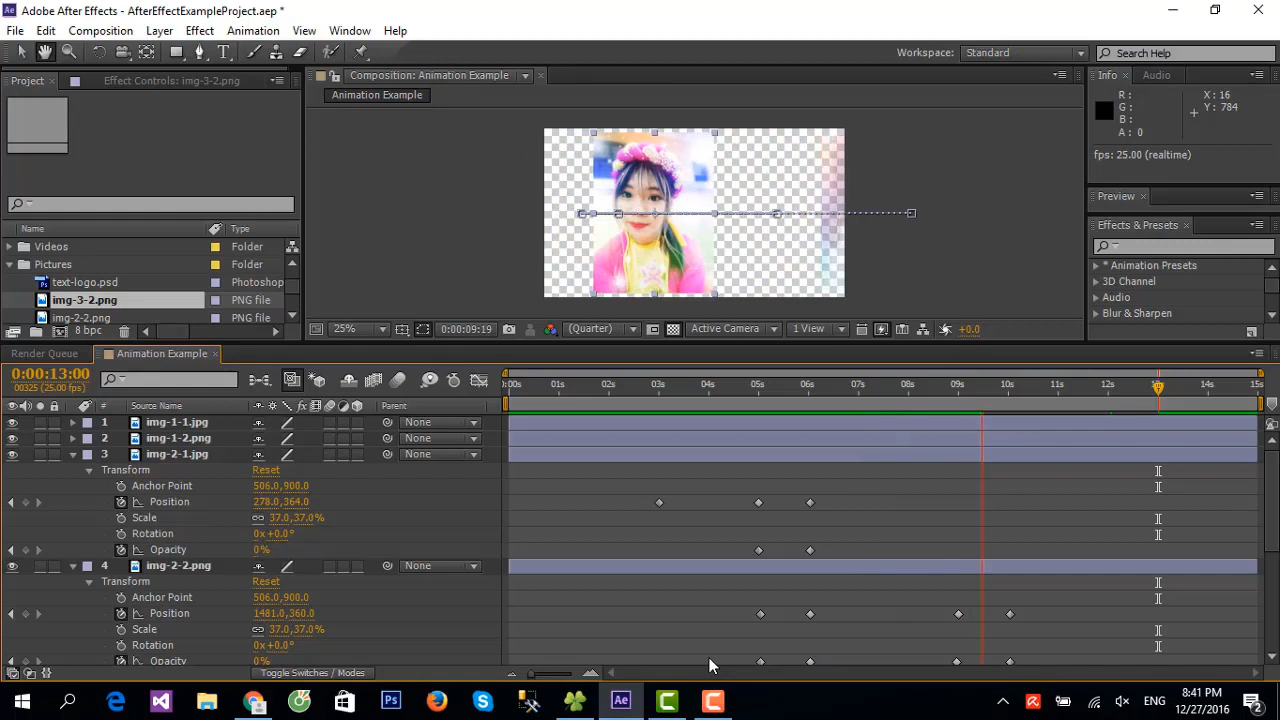 Adobe After Effects - AfterEffectExampleProject.aep *
File Edit Composition Layer Effect Animation View Window Help
Workspace: Standard Search Help
Project Effect Controls: img-3-2.png
Composition: Animation Example
Info Audio
Animation Example
R : X : 16
G : Y : 784
B :
A : 0
fps: 25.00 (realtime)
Preview
Effects & Presets
Name Type
Videos Folder
Pictures Folder
text-logo.psd Photoshop
img-3-2.png PNG file
img-2-2.png PNG file
* Animation Presets
3D Channel
Audio
Blur & Sharpen
8 bpc
25% 0:00:09:19 (Quarter) Active Camera 1 View +0.0
Render Queue Animation Example
0:00:13:00
00325 (25.00 fps)
:00s 01s 02s 03s 04s 05s 06s 07s 08s 09s 10s 11s 12s 14s 15s
# Source Name Parent
1 img-1-1.jpg None
2 img-1-2.png None
3 img-2-1.jpg None
Transform Reset
Anchor Point 506.0,900.0
Position 278.0,364.0
Scale 37.0,37.0%
Rotation 0x+0.0°
Opacity 0%
4 img-2-2.png None
Transform Reset
Anchor Point 506.0,900.0
Position 1481.0,360.0
Scale 37.0,37.0%
Rotation 0x+0.0°
Opacity 0%
Toggle Switches / Modes
ENG 8:41 PM
12/27/2016
2